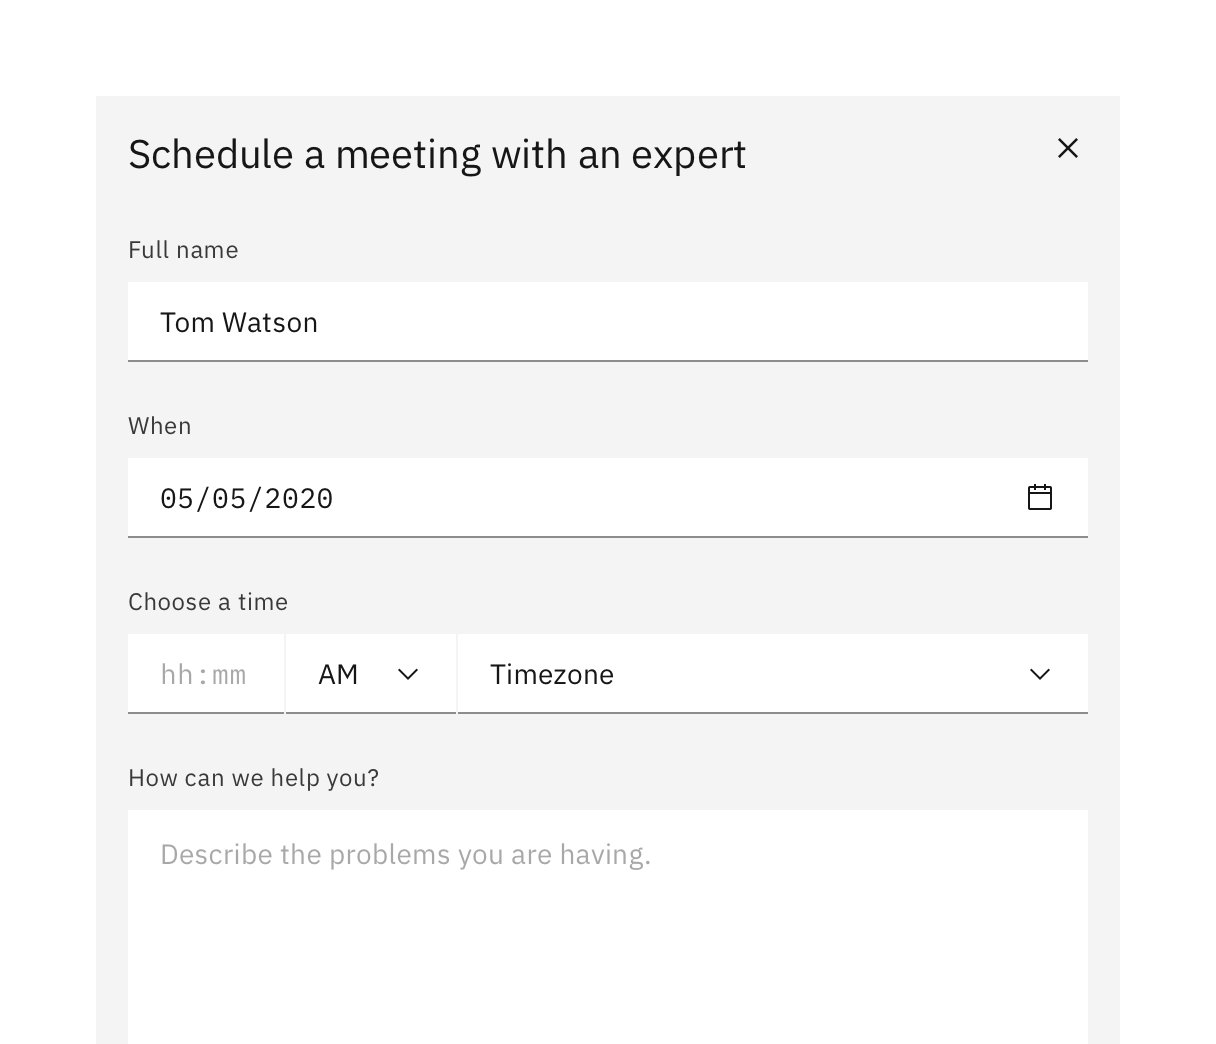 Schedule a meeting with an expert
Full name
Tom Watson
When
05/05/2020
Choose a time
hh:mm AM Timezone
How can we help you?
Describe the problems you are having.